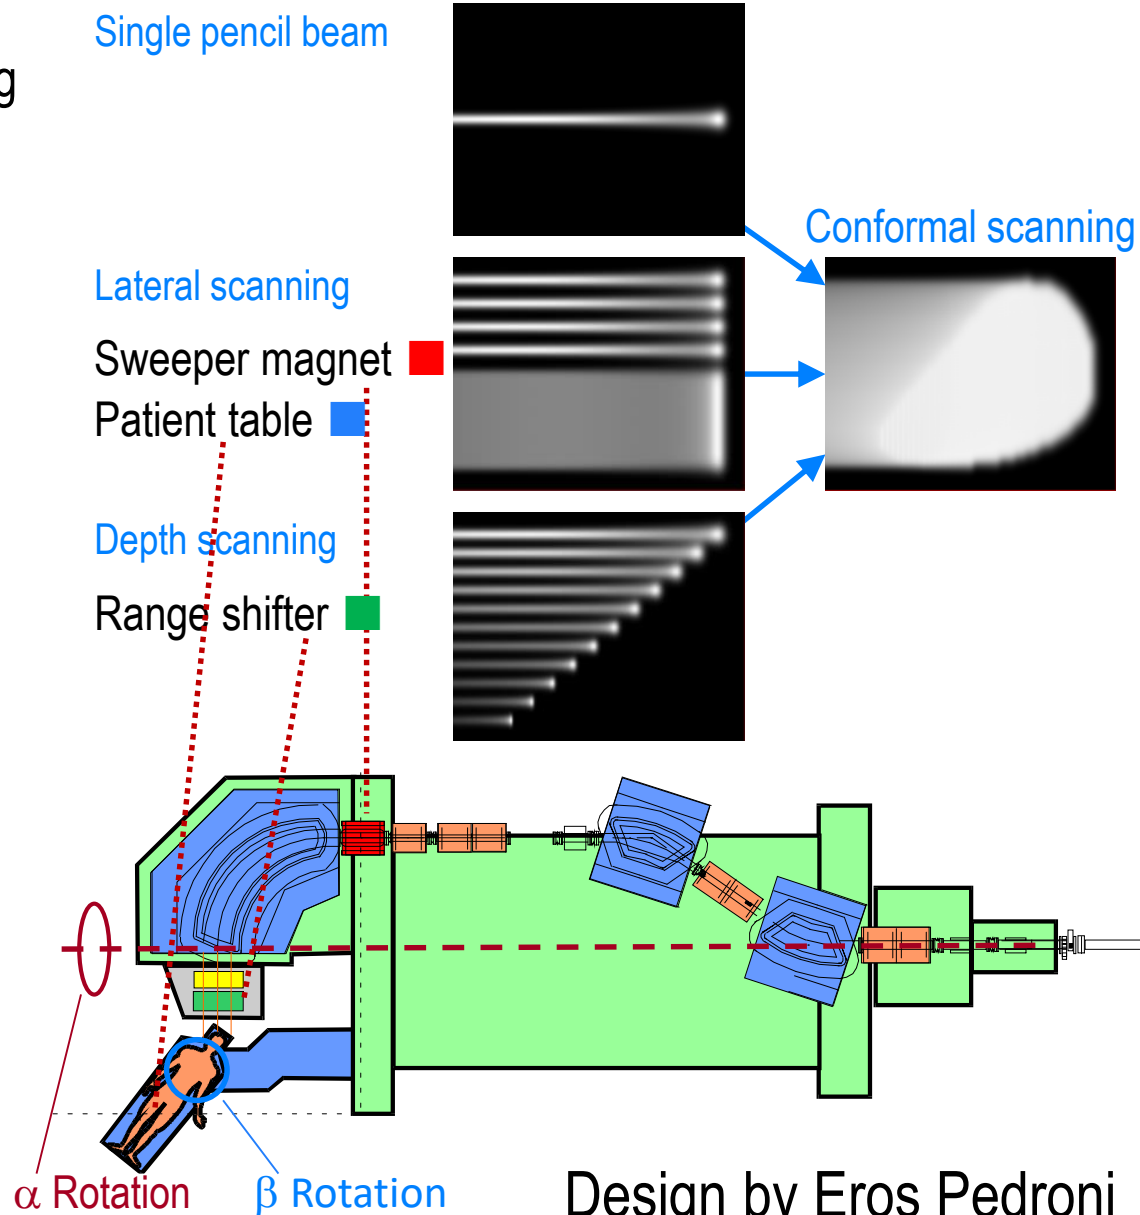 Single pencil beam
g
Conformal scanning
Lateral scanning
Sweeper magnet
Patient table
Depth scanning
Range shifter
α Rotation
β Rotation
Design by Eros Pedroni